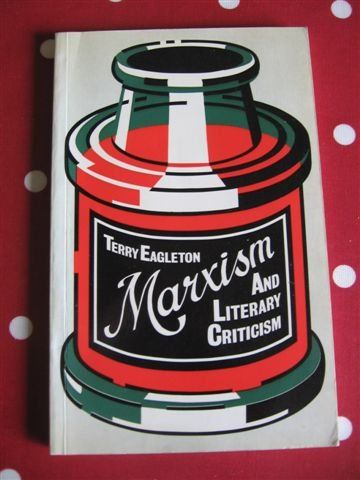 TERRY EAGLETON
Marxism
AND
LITERARY
CRITICISM